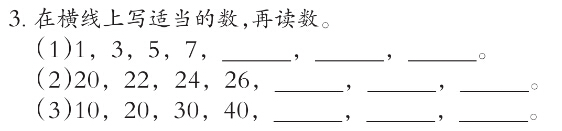 3. 在横线上写适当的数,再读数。
(1)1, 3, 5, 7, ______, ______, ______。
(2)20, 22, 24, 26, ______, ______, ______。
(3)10, 20, 30, 40, ______, ______, ______。